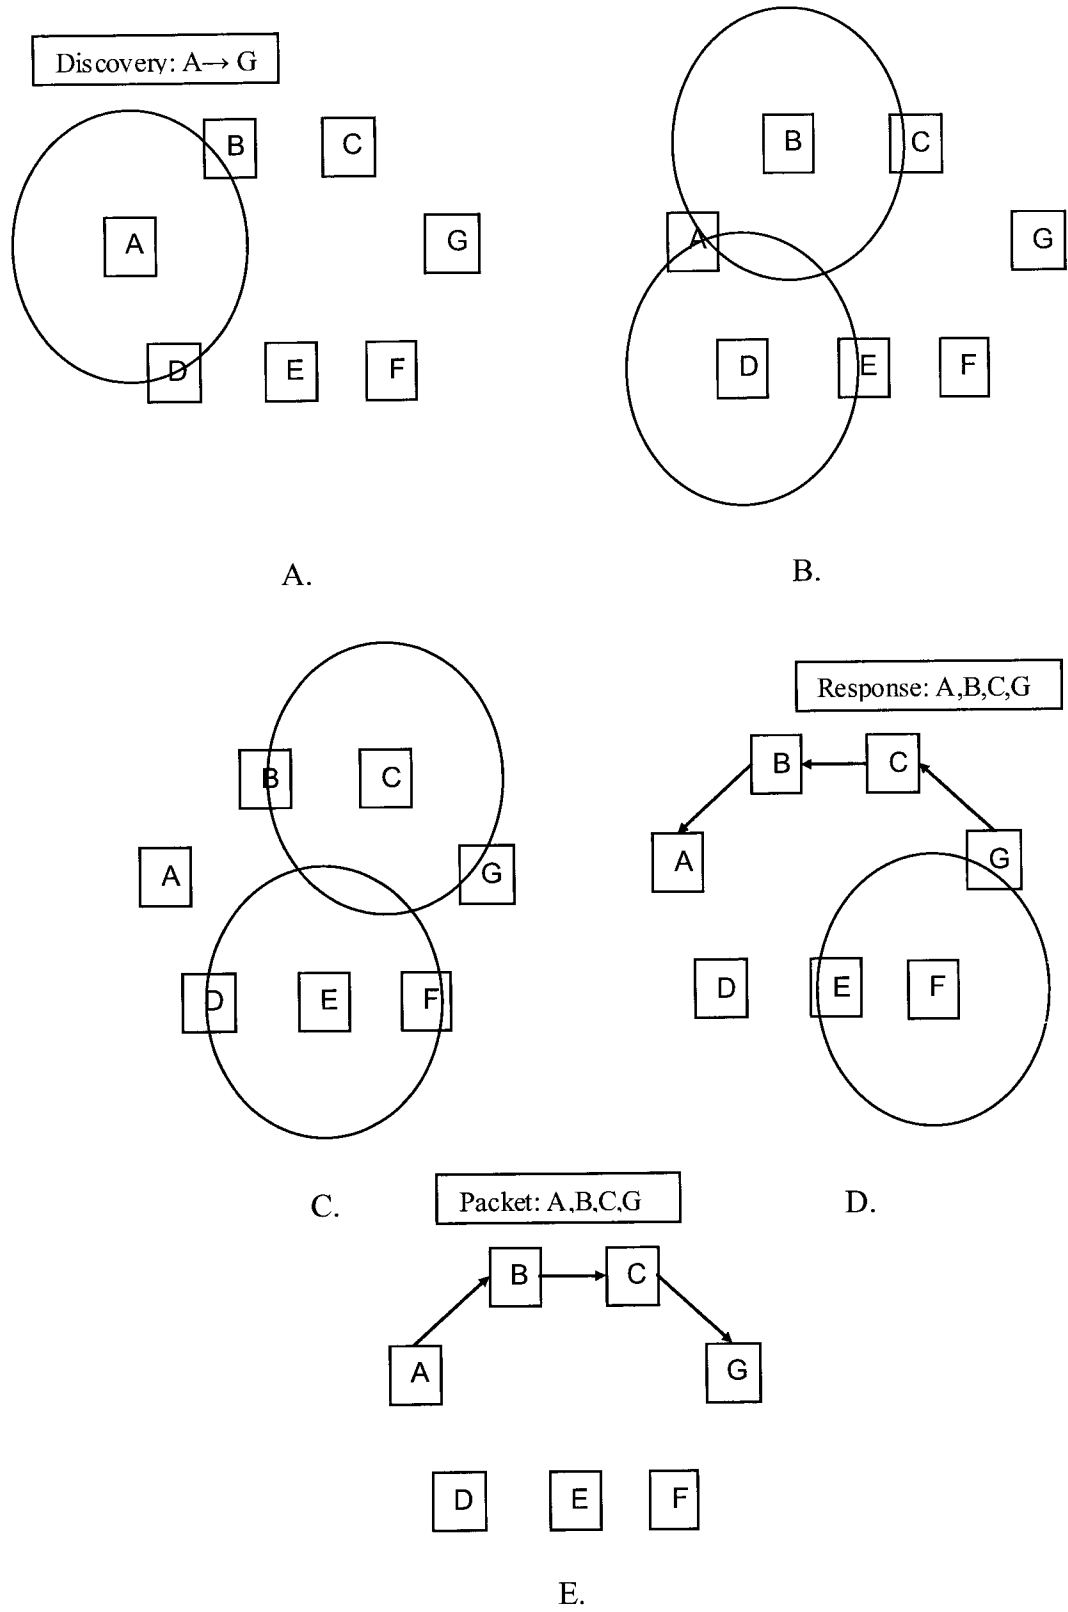 Discovery: A→ G
B C
A G
D E F
A.
B C
A G
D E F
B.
B C
A G
D E F
C.
Response: A,B,C,G
B C
A G
D E F
D.
Packet: A,B,C,G
B C
A G
D E F
E.